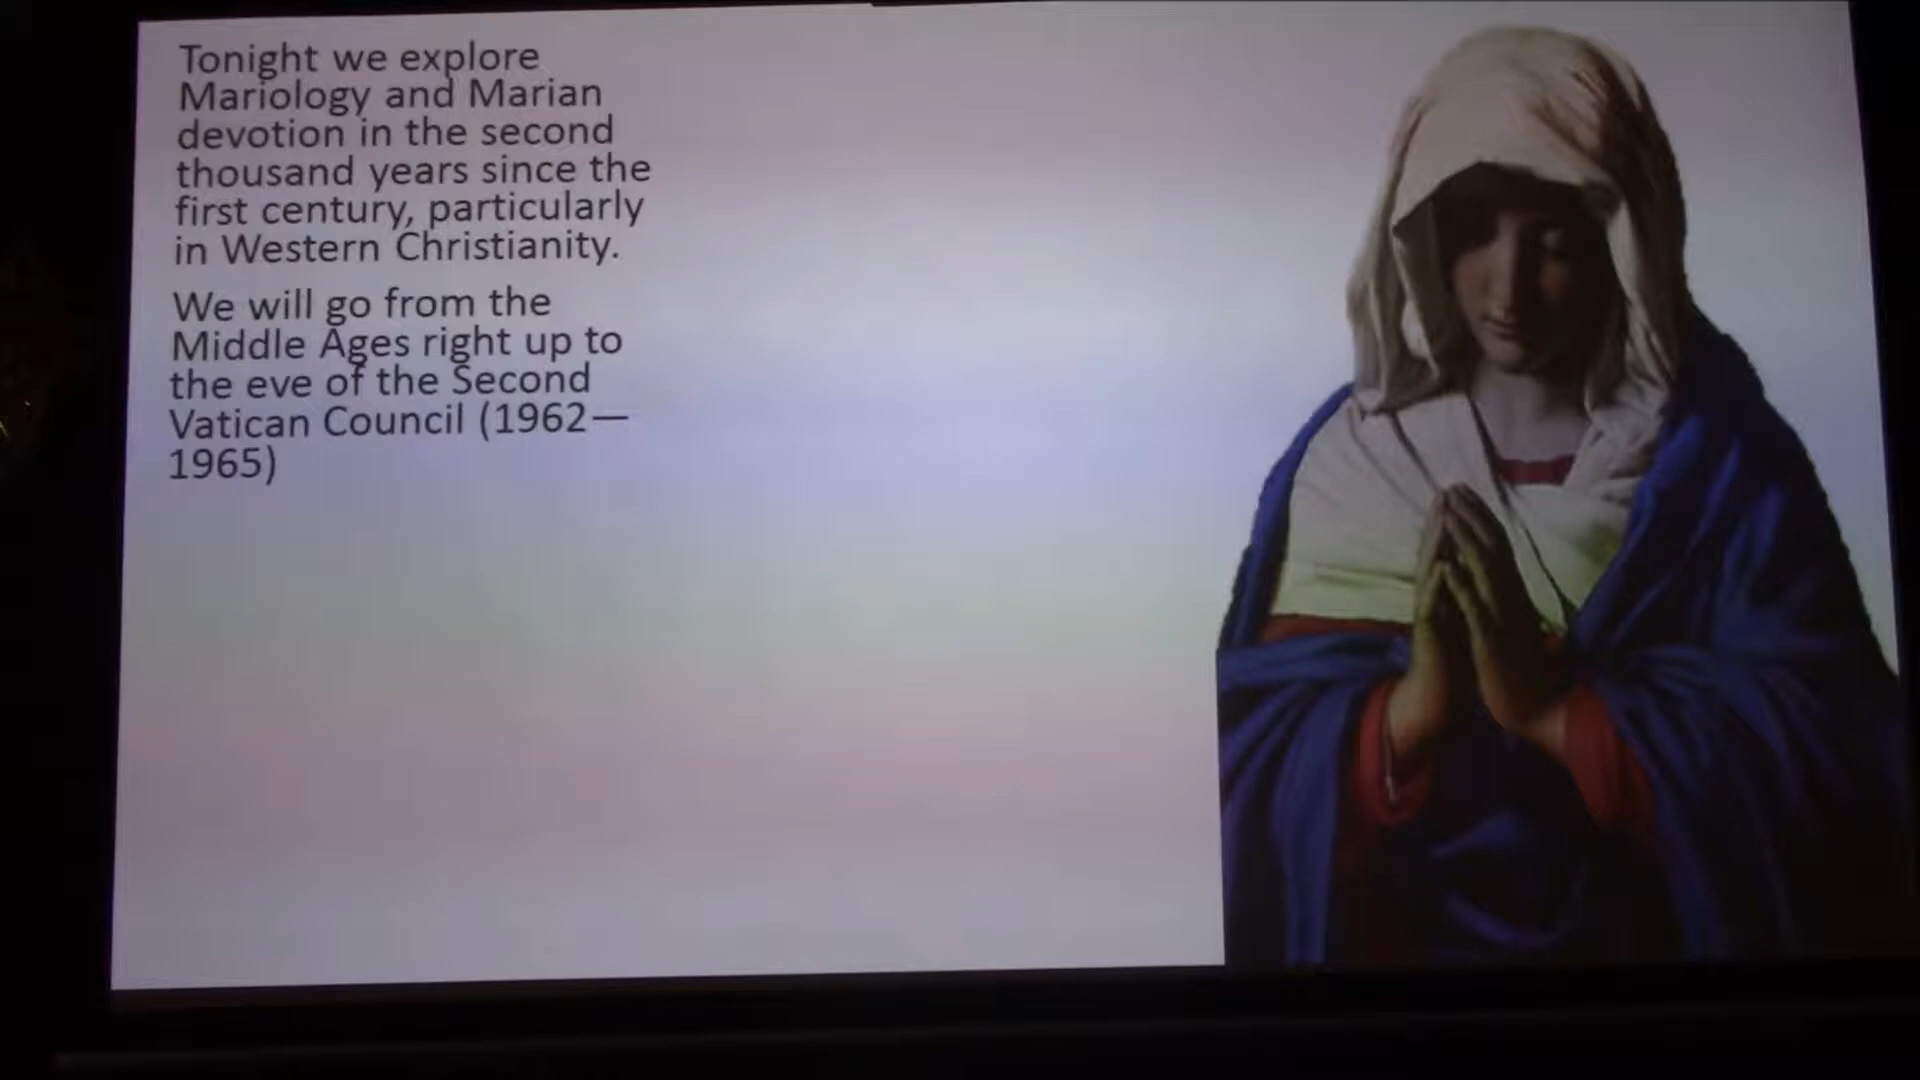 Tonight we explore
Mariology and Marian
devotion in the second
thousand years since the
first century, particularly
in Western Christianity.
We will go from the
Middle Ages right up to
the eve of the Second
Vatican Council (1962—
1965)